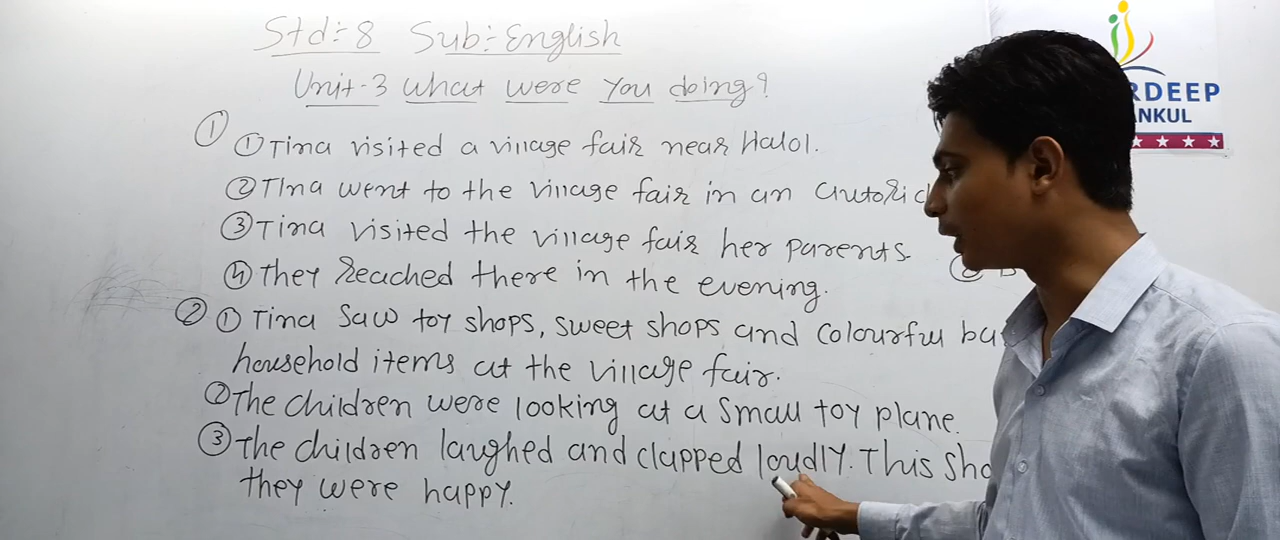 Std:- 8 Sub:- English
Unit-3 What were you doing?
RDEEP
ANKUL
① ① Tina visited a village fair near Halol.
② Tina went to the village fair in an
③ Tina visited the village fair her parents
④ They reached there in the evening.
② ① Tina saw toy shops, sweet shops and colourful
household items at the village fair.
② The children were looking at a small toy plane.
③ The children laughed and clapped loudly. This
they were happy.